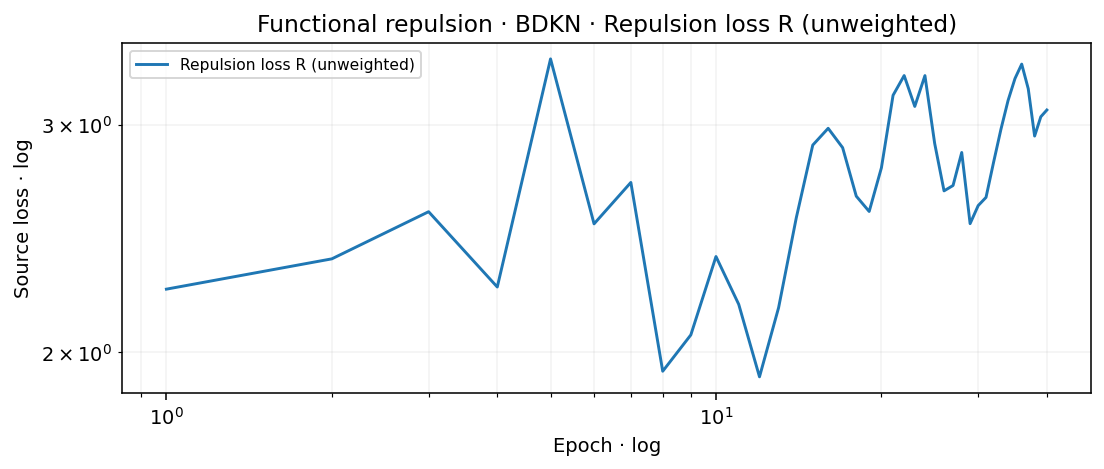 Functional repulsion · BDKN · Repulsion loss R (unweighted)
Repulsion loss R (unweighted)
Source loss · log
3 × 10⁰
2 × 10⁰
10⁰ 10¹
Epoch · log